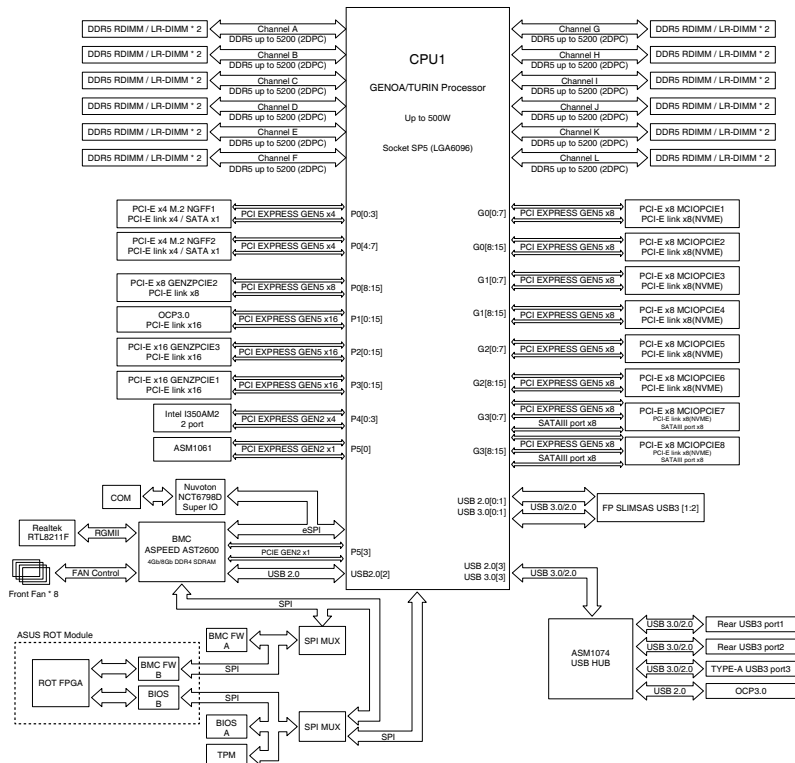 DDR5 RDIMM / LR-DIMM * 2
Channel A
DDR5 up to 5200 (2DPC)
DDR5 RDIMM / LR-DIMM * 2
Channel B
DDR5 up to 5200 (2DPC)
DDR5 RDIMM / LR-DIMM * 2
Channel C
DDR5 up to 5200 (2DPC)
DDR5 RDIMM / LR-DIMM * 2
Channel D
DDR5 up to 5200 (2DPC)
DDR5 RDIMM / LR-DIMM * 2
Channel E
DDR5 up to 5200 (2DPC)
DDR5 RDIMM / LR-DIMM * 2
Channel F
DDR5 up to 5200 (2DPC)
CPU1
GENOA/TURIN Processor
Up to 500W
Socket SP5 (LGA6096)
Channel G
DDR5 up to 5200 (2DPC)
DDR5 RDIMM / LR-DIMM * 2
Channel H
DDR5 up to 5200 (2DPC)
DDR5 RDIMM / LR-DIMM * 2
Channel I
DDR5 up to 5200 (2DPC)
DDR5 RDIMM / LR-DIMM * 2
Channel J
DDR5 up to 5200 (2DPC)
DDR5 RDIMM / LR-DIMM * 2
Channel K
DDR5 up to 5200 (2DPC)
DDR5 RDIMM / LR-DIMM * 2
Channel L
DDR5 up to 5200 (2DPC)
DDR5 RDIMM / LR-DIMM * 2
PCI-E x4 M.2 NGFF1
PCI-E link x4 / SATA x1
PCI EXPRESS GEN5 x4
P0[0:3]
PCI-E x4 M.2 NGFF2
PCI-E link x4 / SATA x1
PCI EXPRESS GEN5 x4
P0[4:7]
PCI-E x8 GENZPCIE2
PCI-E link x8
PCI EXPRESS GEN5 x8
P0[8:15]
OCP3.0
PCI-E link x16
PCI EXPRESS GEN5 x16
P1[0:15]
PCI-E x16 GENZPCIE3
PCI-E link x16
PCI EXPRESS GEN5 x16
P2[0:15]
PCI-E x16 GENZPCIE1
PCI-E link x16
PCI EXPRESS GEN5 x16
P3[0:15]
Intel I350AM2
2 port
PCI EXPRESS GEN2 x4
P4[0:3]
ASM1061
PCI EXPRESS GEN2 x1
P5[0]
G0[0:7]
PCI EXPRESS GEN5 x8
PCI-E x8 MCIOPCIE1
PCI-E link x8(NVME)
G0[8:15]
PCI EXPRESS GEN5 x8
PCI-E x8 MCIOPCIE2
PCI-E link x8(NVME)
G1[0:7]
PCI EXPRESS GEN5 x8
PCI-E x8 MCIOPCIE3
PCI-E link x8(NVME)
G1[8:15]
PCI EXPRESS GEN5 x8
PCI-E x8 MCIOPCIE4
PCI-E link x8(NVME)
G2[0:7]
PCI EXPRESS GEN5 x8
PCI-E x8 MCIOPCIE5
PCI-E link x8(NVME)
G2[8:15]
PCI EXPRESS GEN5 x8
PCI-E x8 MCIOPCIE6
PCI-E link x8(NVME)
G3[0:7]
PCI EXPRESS GEN5 x8
SATAIII port x8
PCI-E x8 MCIOPCIE7
PCI-E link x8(NVME)
SATAIII port x8
G3[8:15]
PCI EXPRESS GEN5 x8
SATAIII port x8
PCI-E x8 MCIOPCIE8
PCI-E link x8(NVME)
SATAIII port x8
COM
Nuvoton
NCT6798D
Super IO
eSPI
Realtek
RTL8211F
RGMII
BMC
ASPEED AST2600
4Gb/8Gb DDR4 SDRAM
PCIE GEN2 x1
P5[3]
FAN Control
USB 2.0
USB2.0[2]
Front Fan * 8
USB 2.0[0:1]
USB 3.0[0:1]
USB 3.0/2.0
FP SLIMSAS USB3 [1:2]
USB 2.0[3]
USB 3.0[3]
USB 3.0/2.0
SPI
ASUS ROT Module
BMC FW
A
SPI MUX
ROT FPGA
BMC FW
B
SPI
BIOS
B
SPI
BIOS
A
SPI MUX
SPI
TPM
ASM1074
USB HUB
USB 3.0/2.0
Rear USB3 port1
USB 3.0/2.0
Rear USB3 port2
USB 3.0/2.0
TYPE-A USB3 port3
USB 2.0
OCP3.0